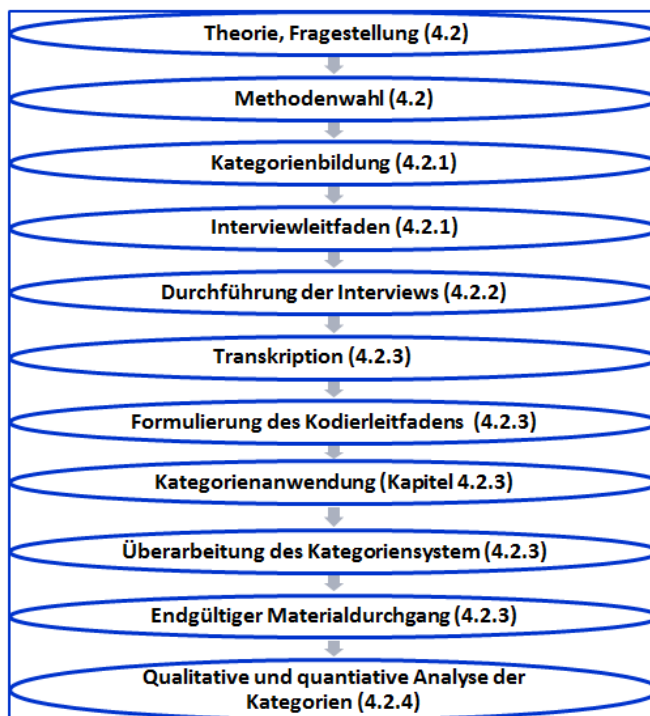 Theorie, Fragestellung (4.2)
Methodenwahl (4.2)
Kategorienbildung (4.2.1)
Interviewleitfaden (4.2.1)
Durchführung der Interviews (4.2.2)
Transkription (4.2.3)
Formulierung des Kodierleitfadens (4.2.3)
Kategorienanwendung (Kapitel 4.2.3)
Überarbeitung des Kategoriensystem (4.2.3)
Endgültiger Materialdurchgang (4.2.3)
Qualitative und quantiative Analyse der
Kategorien (4.2.4)